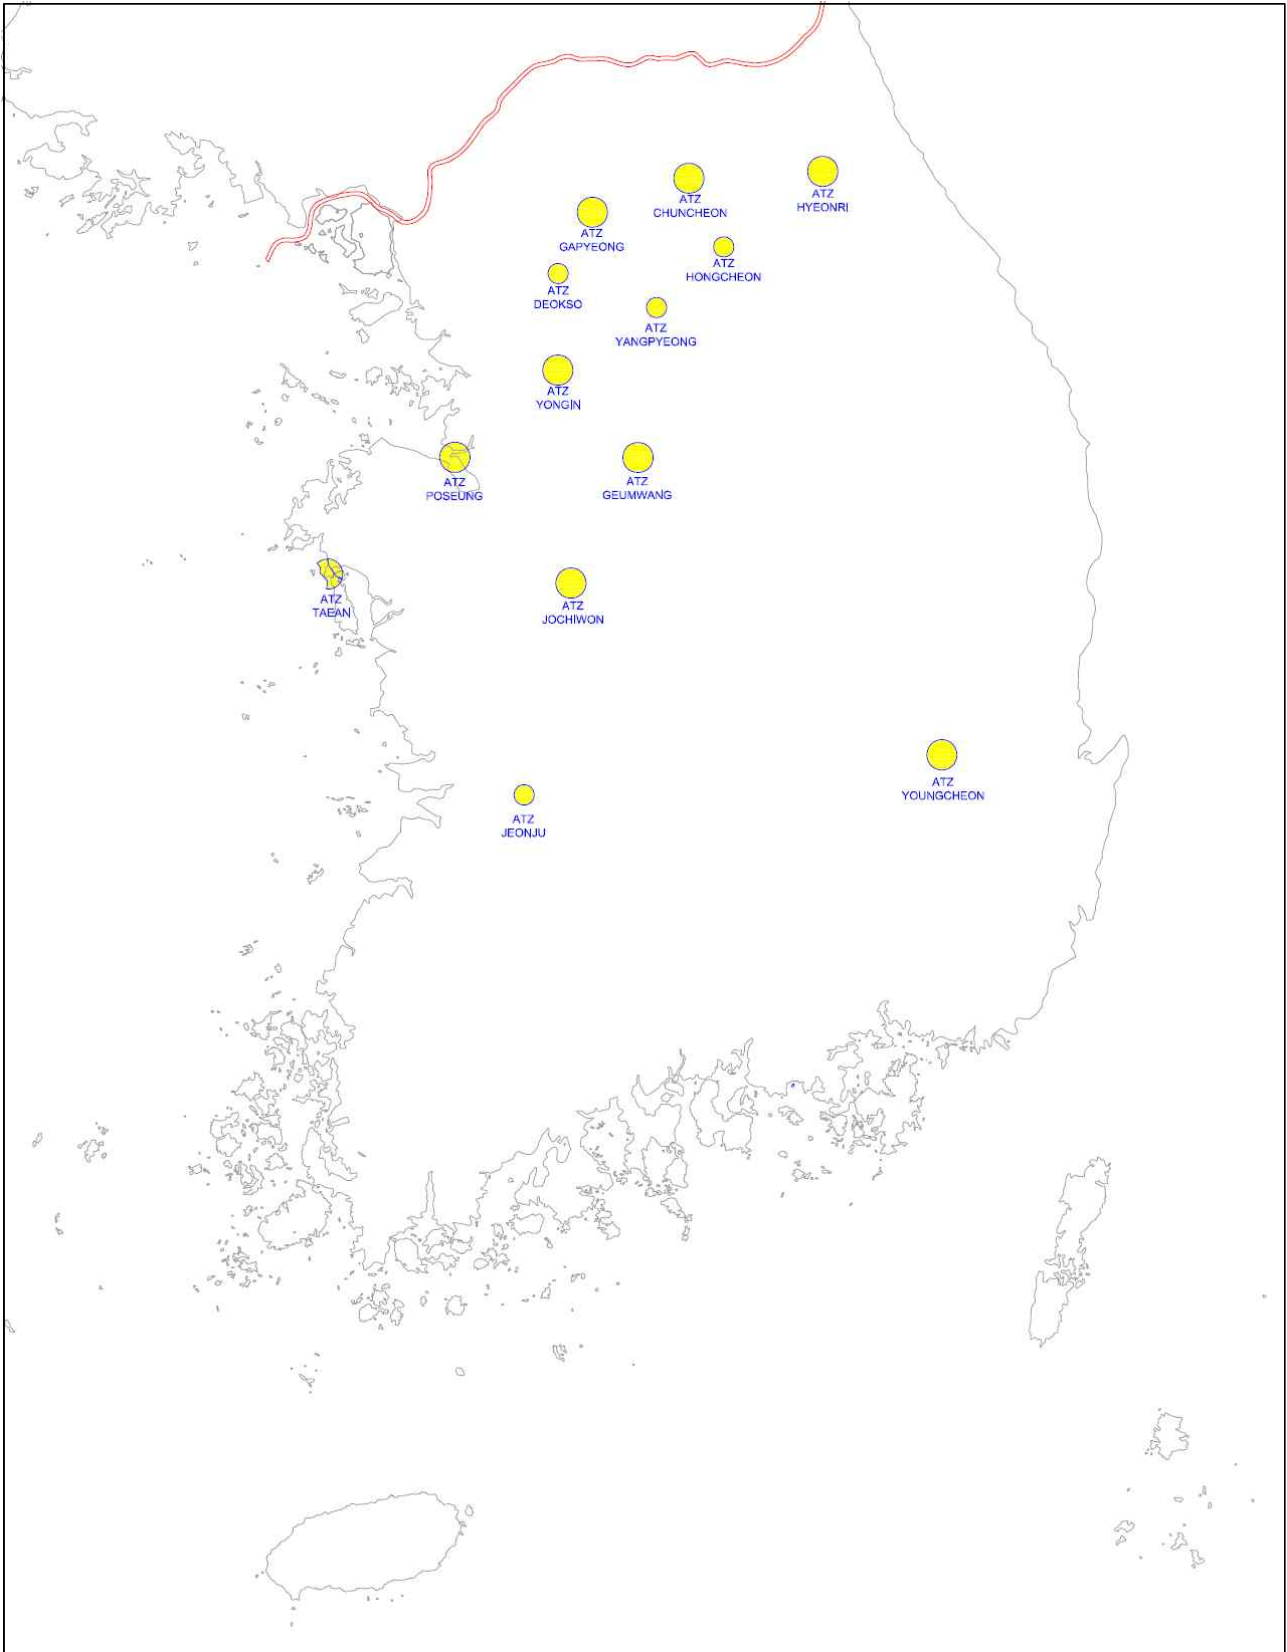 ATZ
HYEONRI
ATZ
CHUNCHEON
ATZ
GAPYEONG
ATZ
HONGCHEON
ATZ
DEOKSO
ATZ
YANGPYEONG
ATZ
YONGIN
ATZ
POSEUNG
ATZ
GEUMWANG
ATZ
TAEAN
ATZ
JOCHIWON
ATZ
YOUNGCHEON
ATZ
JEONJU